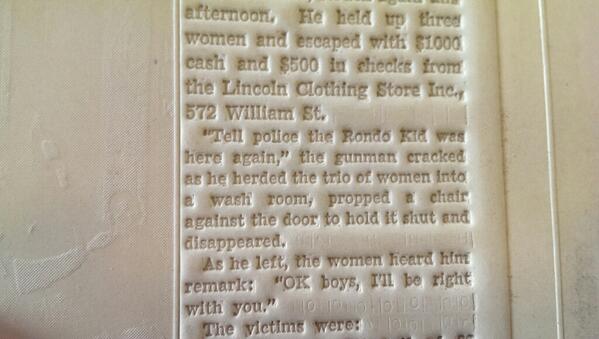 afternoon. He held up three
women and escaped with $1000
cash and $500 in checks from
the Lincoln Clothing Store Inc.,
572 William St.
"Tell police the Rondo Kid was
here again," the gunman cracked
as he herded the trio of women into
a wash room, propped a chair
against the door to hold it shut and
disappeared.
As he left, the women heard him
remark: "OK boys, I'll be right
with you."
The victims were: